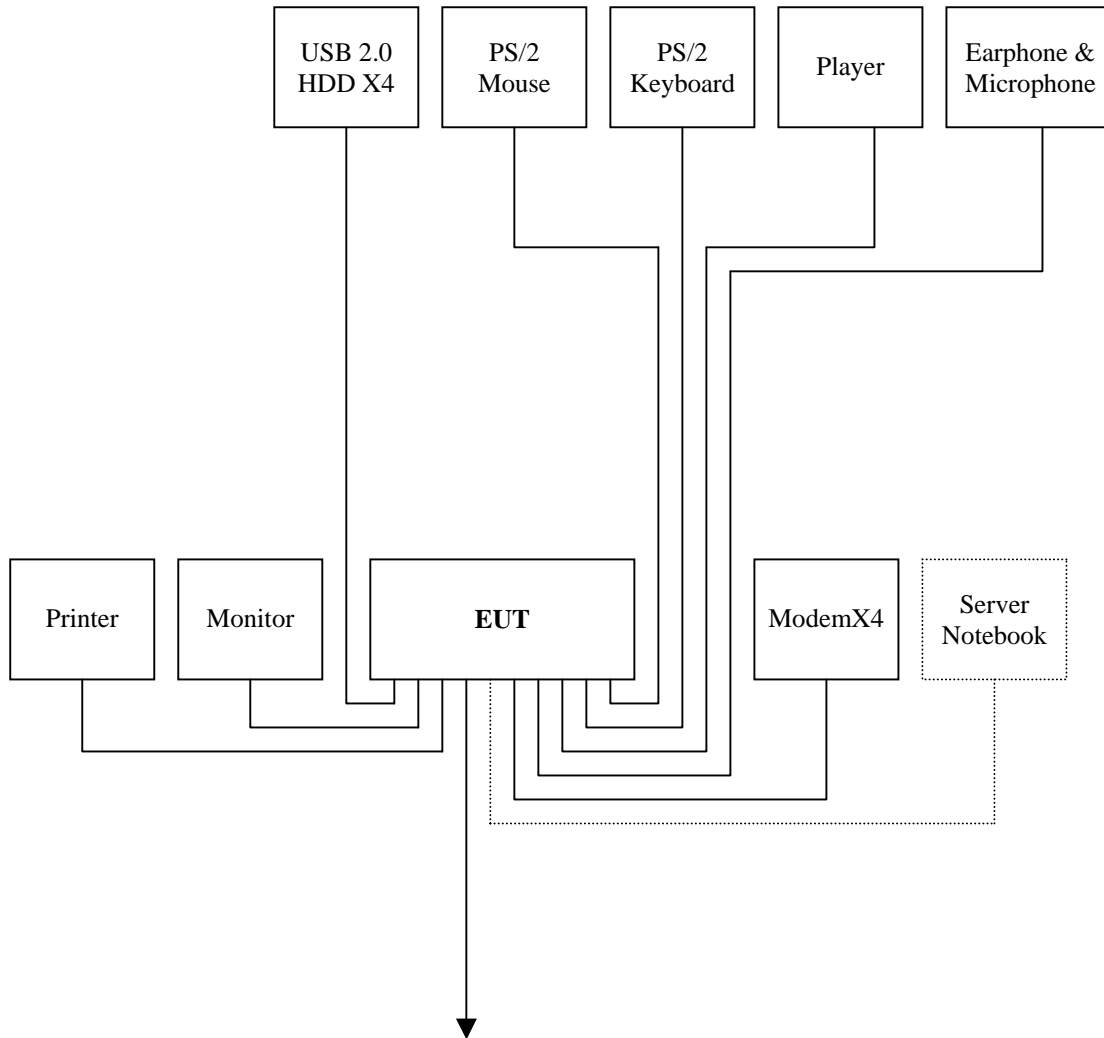 USB 2.0
HDD X4
PS/2
Mouse
PS/2
Keyboard
Player
Earphone &
Microphone
Printer
Monitor
EUT
ModemX4
Server
Notebook